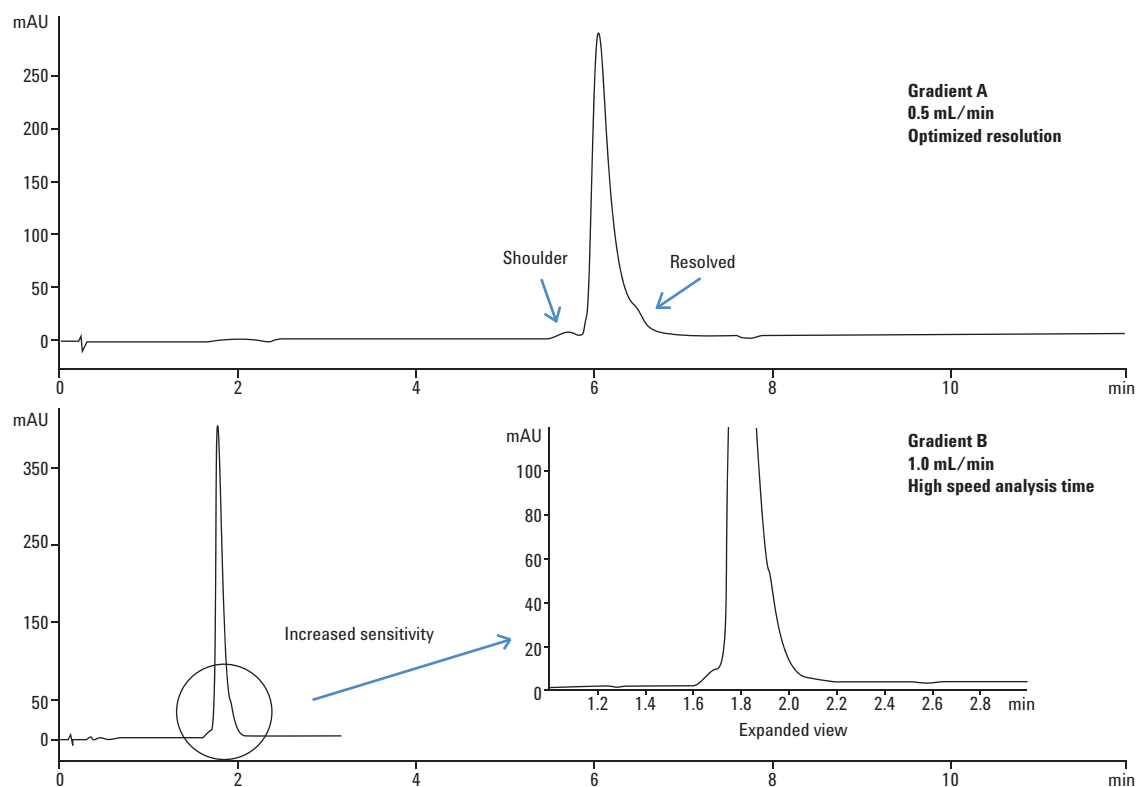 mAU
250
200
150
100
50
0
Gradient A
0.5 mL/min
Optimized resolution
Shoulder
Resolved
0 2 4 6 8 10 min
mAU
350
250
150
50
0
Increased sensitivity
mAU
100
80
60
40
20
0
1.2 1.4 1.6 1.8 2.0 2.2 2.4 2.6 2.8 min
Expanded view
Gradient B
1.0 mL/min
High speed analysis time
0 2 4 6 8 10 min